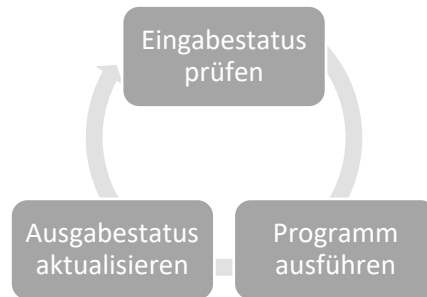 Eingabestatus
prüfen
Programm
ausführen
Ausgabestatus
aktualisieren